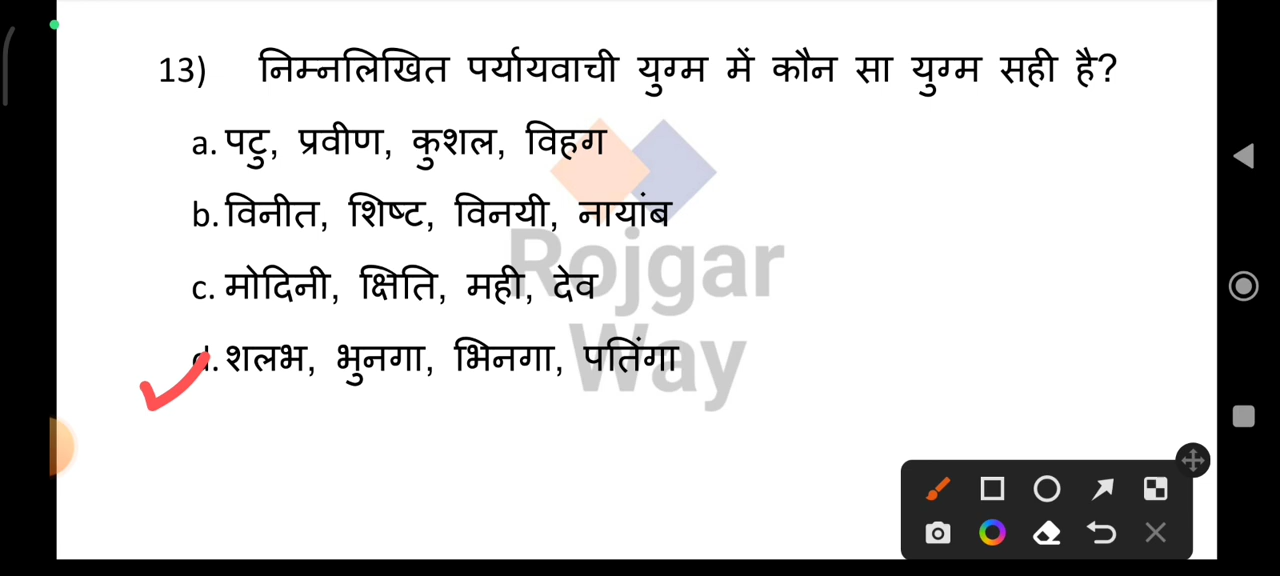 13) निम्नलिखित पर्यायवाची युग्म में कौन सा युग्म सही है?
a. पटु, प्रवीण, कुशल, विहग
b. विनीत, शिष्ट, विनयी, नायांब
c. मोदिनी, क्षिति, मही, देव
d. शलभ, भुनगा, भिनगा, पतिंगा
Rojgar
Way